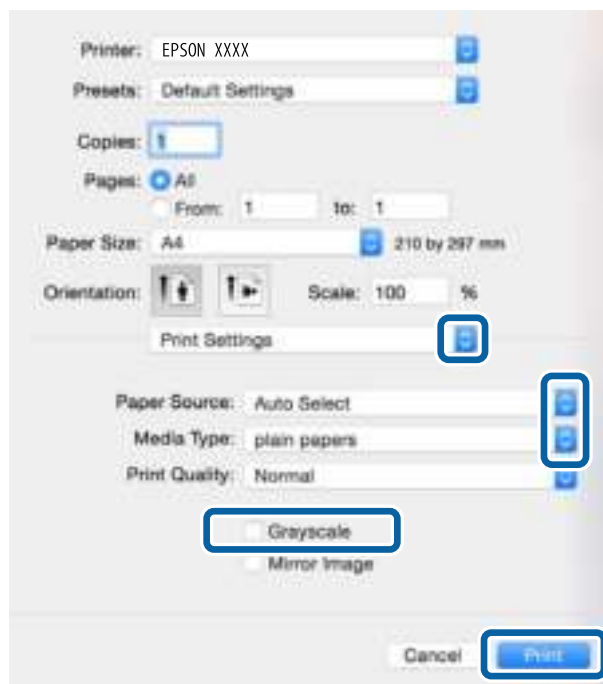 Printer: EPSON XXXX
Presets: Default Settings
Copies: 1
Pages: All
From: 1 to: 1
Paper Size: A4 210 by 297 mm
Orientation: Scale: 100 %
Print Settings
Paper Source: Auto Select
Media Type: plain papers
Print Quality: Normal
Grayscale
Mirror Image
Cancel Print